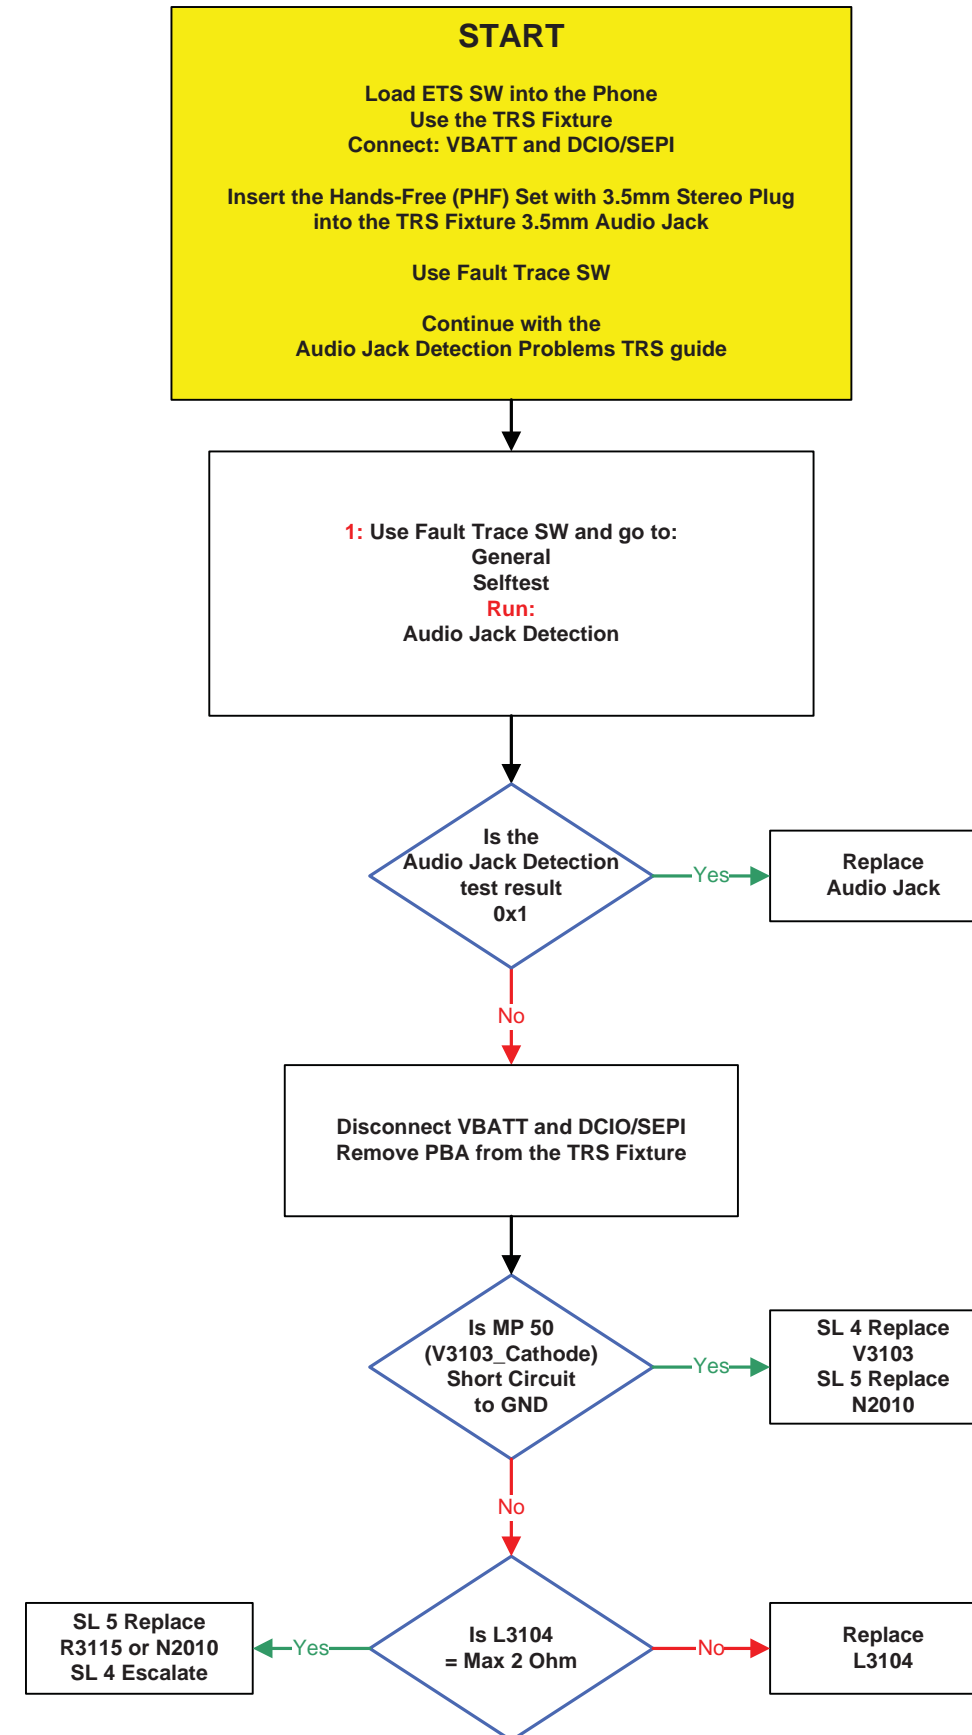 START
Load ETS SW into the Phone
Use the TRS Fixture
Connect: VBATT and DCIO/SEPI
Insert the Hands-Free (PHF) Set with 3.5mm Stereo Plug
into the TRS Fixture 3.5mm Audio Jack
Use Fault Trace SW
Continue with the
Audio Jack Detection Problems TRS guide
1: Use Fault Trace SW and go to:
General
Selftest
Run:
Audio Jack Detection
Is the
Audio Jack Detection
test result
0x1
Yes
Replace
Audio Jack
No
Disconnect VBATT and DCIO/SEPI
Remove PBA from the TRS Fixture
Is MP 50
(V3103_Cathode)
Short Circuit
to GND
Yes
SL 4 Replace
V3103
SL 5 Replace
N2010
No
SL 5 Replace
R3115 or N2010
SL 4 Escalate
Yes
Is L3104
= Max 2 Ohm
No
Replace
L3104